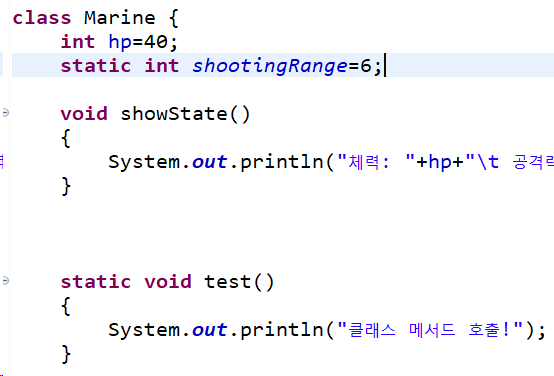 class Marine {
int hp=40;
static int shootingRange=6;
void showState()
{
System.out.println("체력: "+hp+"\t 공격력
}
static void test()
{
System.out.println("클래스 메서드 호출!");
}